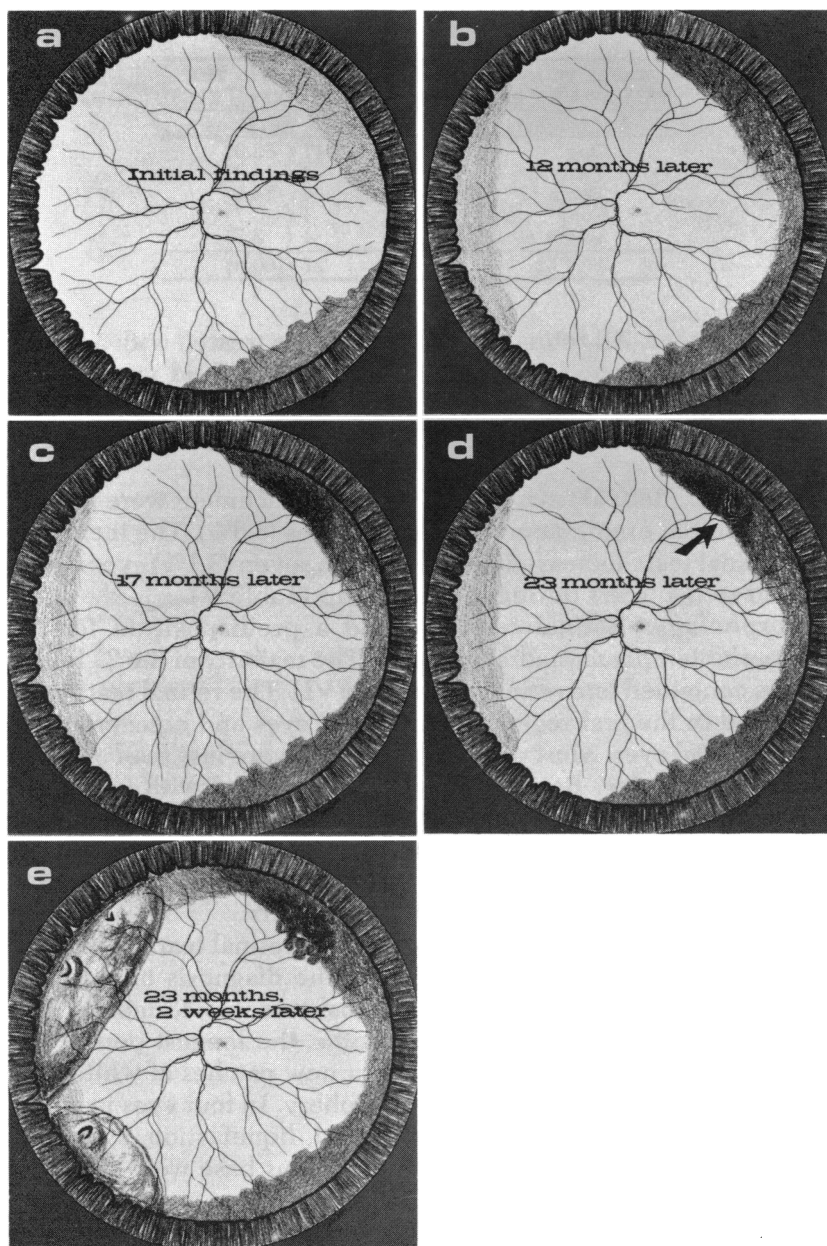 a
Initial findings
b
12 months later
c
17 months later
d
23 months later
e
23 months,
2 weeks later